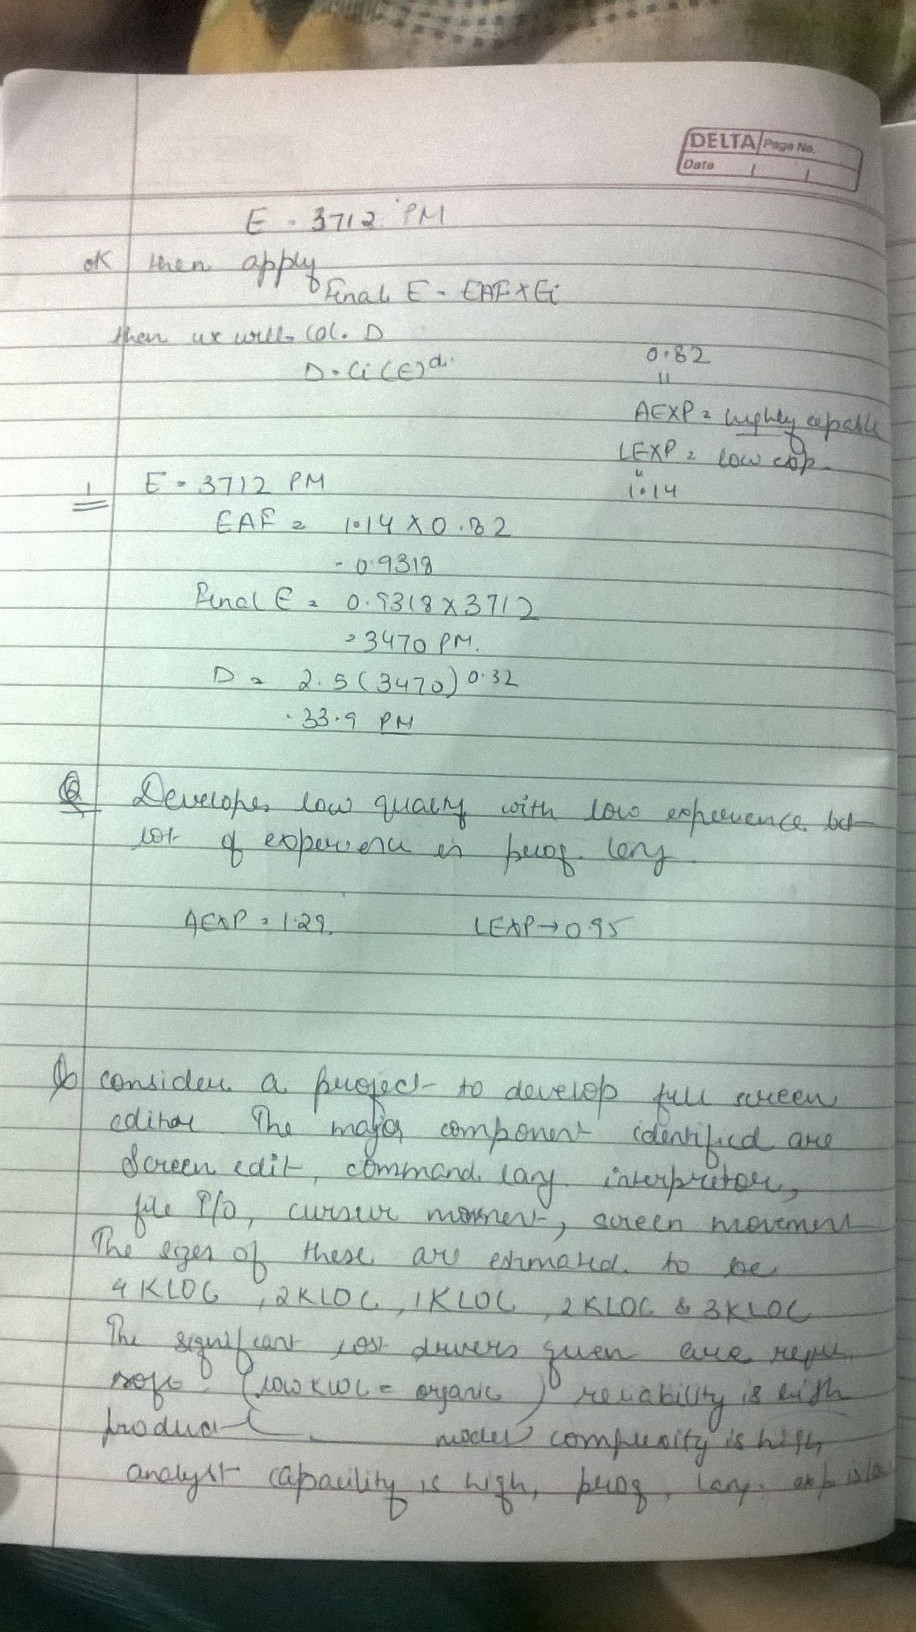 DELTA Page No.
Date / /
E = 3712 PM
ok then apply
Final E = EAF x Ei
then we will cal. D
D = Ci (E)^di
0.82
||
AEXP = highly capable
LEXP = low cap.
"
1.14
1 E = 3712 PM
EAF = 1.14 x 0.82
= 0.9318
Final E = 0.9318 x 3712
= 3470 PM.
D = 2.5 (3470)^0.32
= 33.9 PM
Q Developer low quality with low experience but
lot of experience in prog. lang
AEXP = 1.29. LEXP → 0.95
Q consider a project to develop full screen
editor The major component identified are
Screen edit, command lang. interpretor,
file I/O, cursur movment, screen movement
The sizes of these are estimated. to be
4 KLOC, 2 KLOC, 1 KLOC, 2 KLOC & 3 KLOC
The significant cost drivers given are
(low KLOC = organic) reliability is high
product model complexity is high
analyst capacility is high, prog. lang. exp is